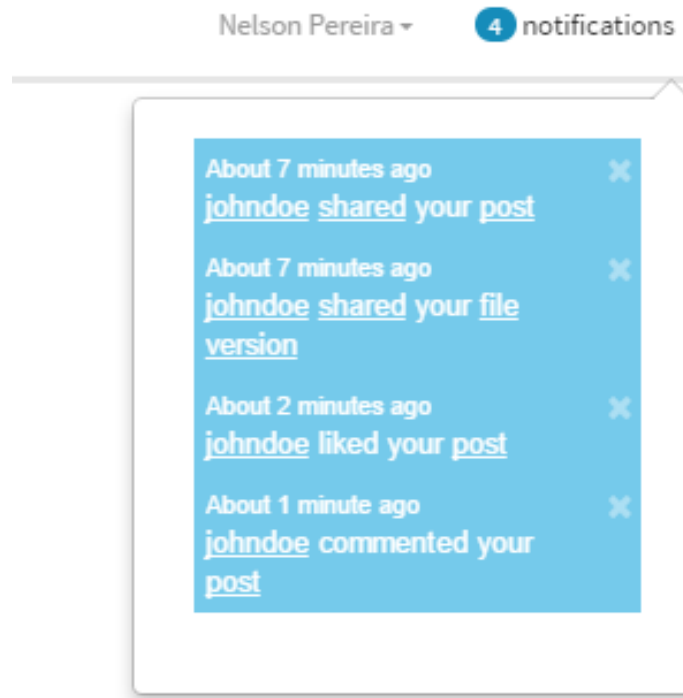 Nelson Pereira 4 notifications
About 7 minutes ago
johndoe shared your post
About 7 minutes ago
johndoe shared your file
version
About 2 minutes ago
johndoe liked your post
About 1 minute ago
johndoe commented your
post